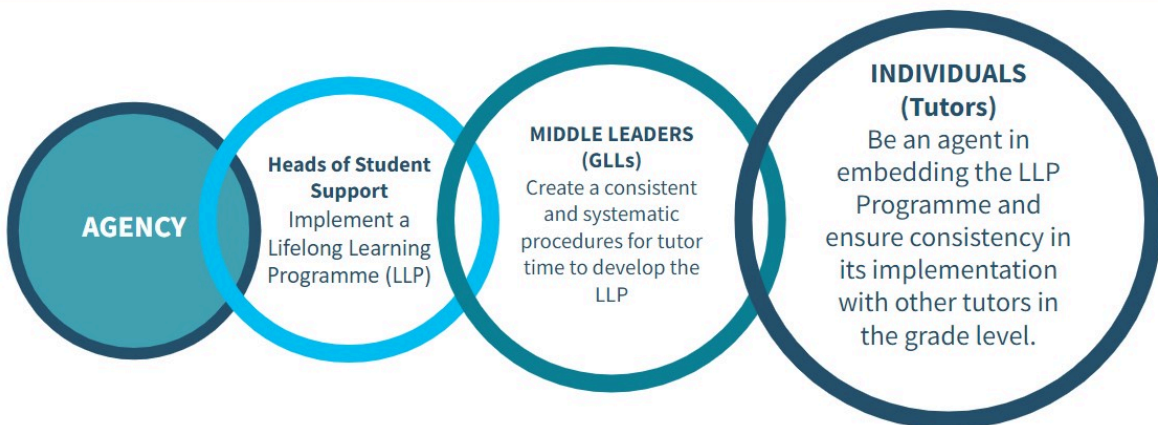 AGENCY
Heads of Student
Support
Implement a
Lifelong Learning
Programme (LLP)
MIDDLE LEADERS
(GLLs)
Create a consistent
and systematic
procedures for tutor
time to develop the
LLP
INDIVIDUALS
(Tutors)
Be an agent in
embedding the LLP
Programme and
ensure consistency in
its implementation
with other tutors in
the grade level.